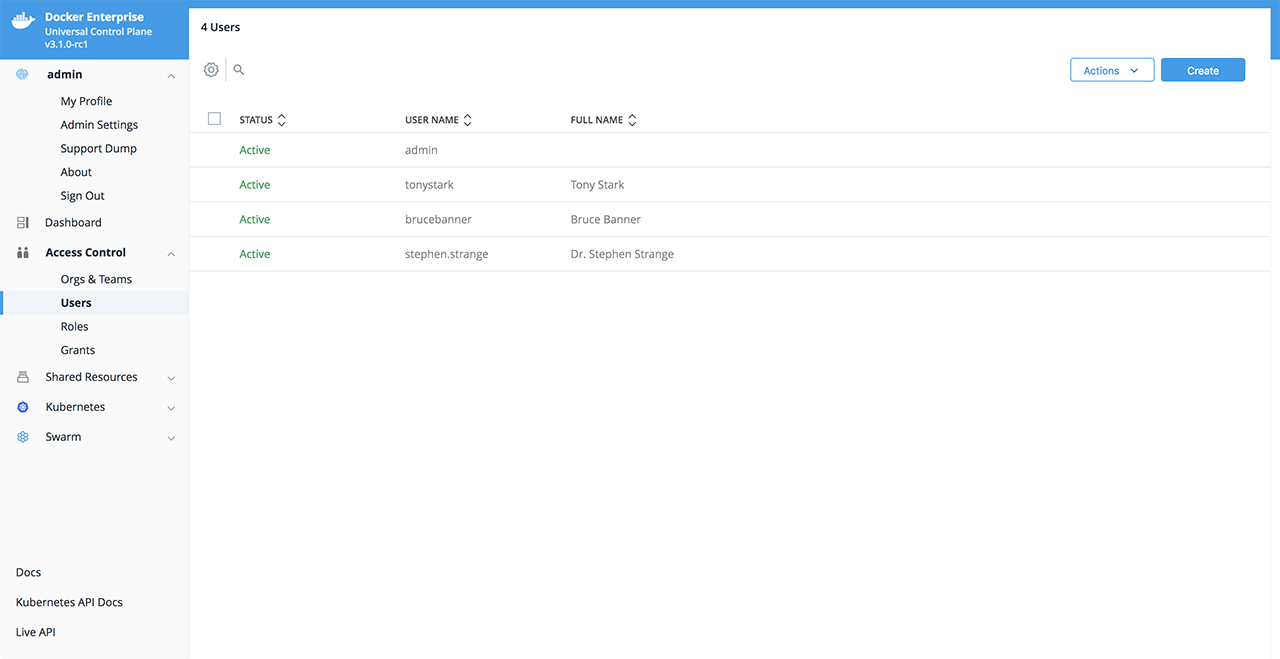 Docker Enterprise
Universal Control Plane
v3.1.0-rc1
admin
My Profile
Admin Settings
Support Dump
About
Sign Out
Dashboard
Access Control
Orgs & Teams
Users
Roles
Grants
Shared Resources
Kubernetes
Swarm
Docs
Kubernetes API Docs
Live API
4 Users
Actions
Create
STATUS USER NAME FULL NAME
Active admin
Active tonystark Tony Stark
Active brucebanner Bruce Banner
Active stephen.strange Dr. Stephen Strange